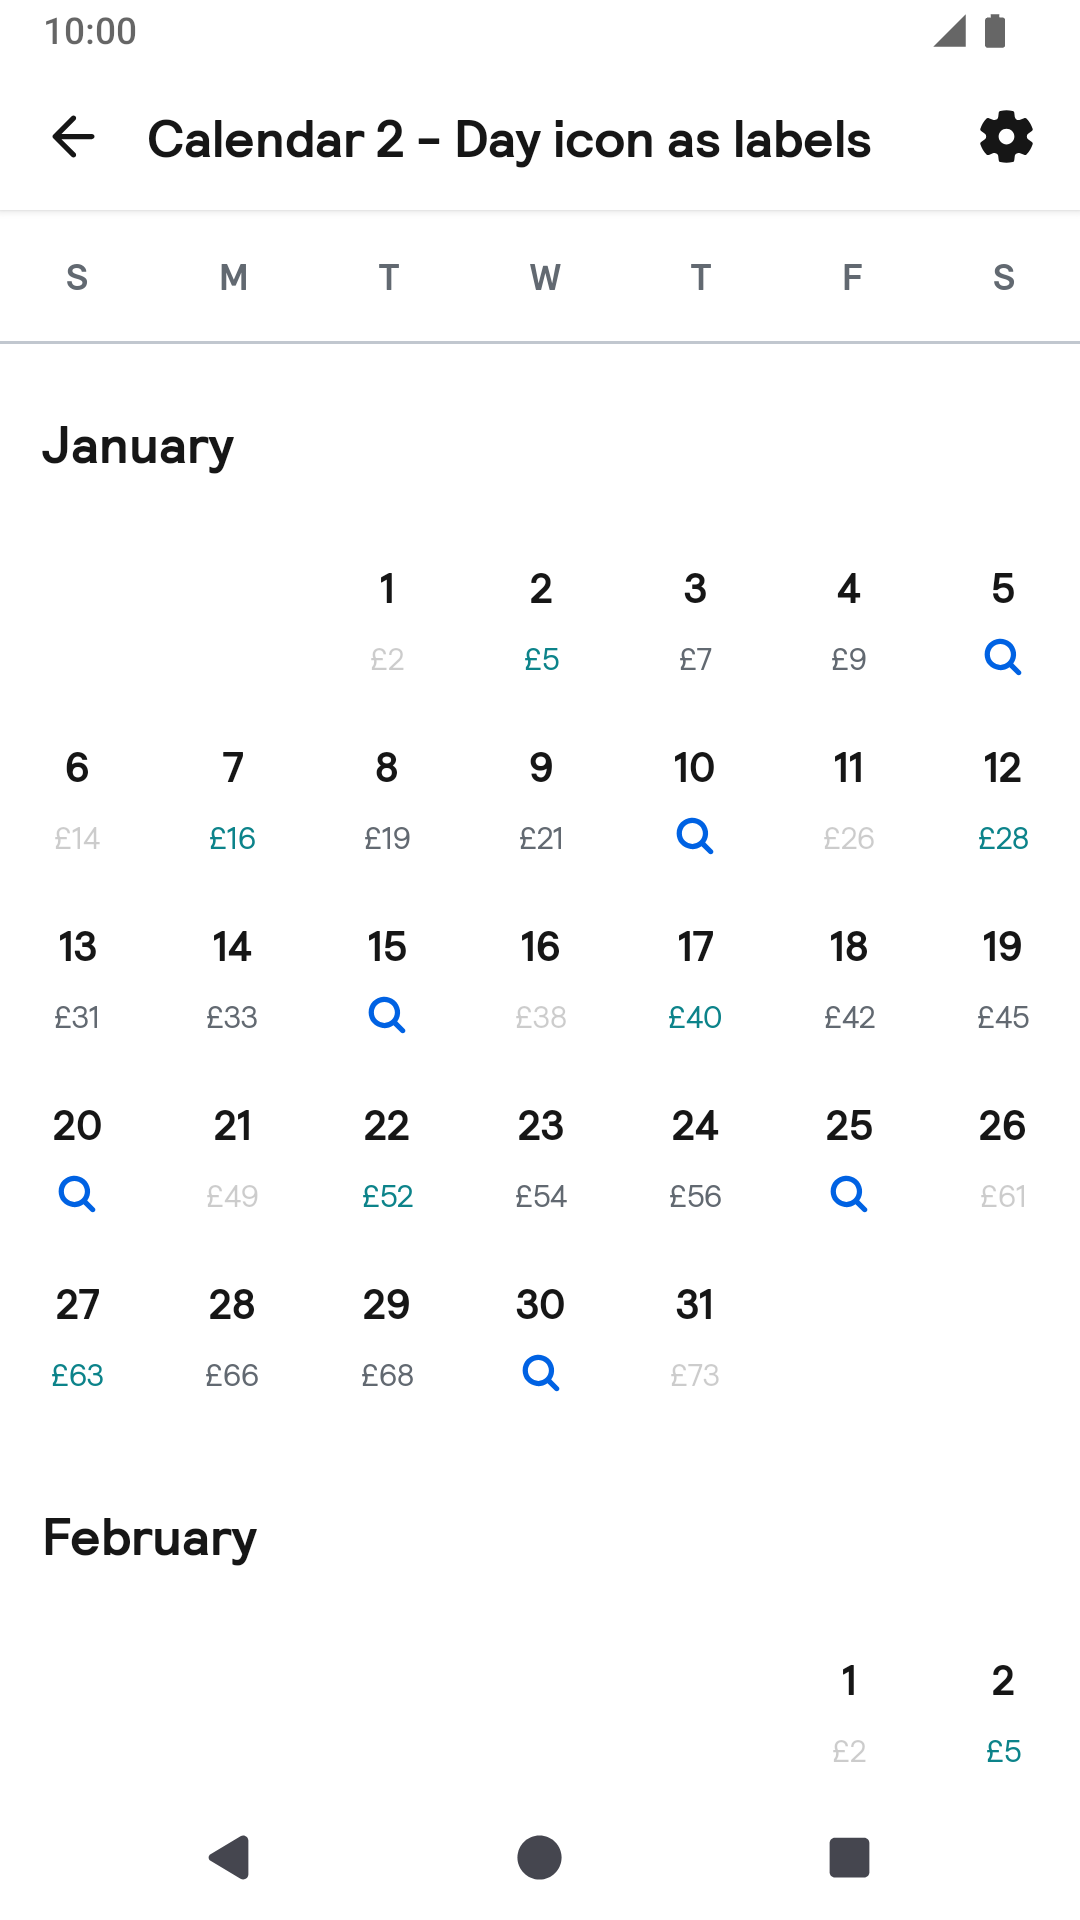 10:00
Calendar 2 – Day icon as labels
S M T W T F S
January
1 2 3 4 5
£2 £5 £7 £9
6 7 8 9 10 11 12
£14 £16 £19 £21 £26 £28
13 14 15 16 17 18 19
£31 £33 £38 £40 £42 £45
20 21 22 23 24 25 26
£49 £52 £54 £56 £61
27 28 29 30 31
£63 £66 £68 £73
February
1 2
£2 £5